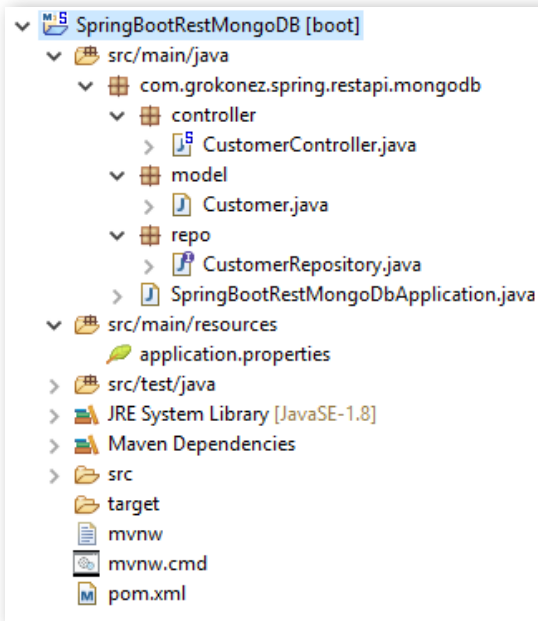 SpringBootRestMongoDB [boot]
src/main/java
com.grokonez.spring.restapi.mongodb
controller
CustomerController.java
model
Customer.java
repo
CustomerRepository.java
SpringBootRestMongoDbApplication.java
src/main/resources
application.properties
src/test/java
JRE System Library [JavaSE-1.8]
Maven Dependencies
src
target
mvnw
mvnw.cmd
pom.xml